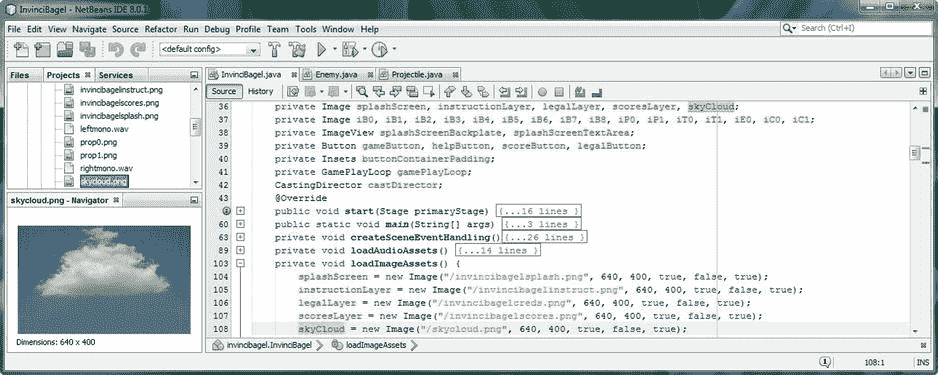 InvinciBagel - NetBeans IDE 8.0.1
File Edit View Navigate Source Refactor Run Debug Profile Team Tools Window Help
Search (Ctrl+I)
<default config>
Files Projects Services
invincibagelinstruct.png
invincibagelscores.png
invincibagelsplash.png
leftmono.wav
prop0.png
prop1.png
rightmono.wav
skycloud.png
skycloud.png - Navigator
Dimensions: 640 x 400
InvinciBagel.java Enemy.java Projectile.java
Source History
36 private Image splashScreen, instructionLayer, legalLayer, scoresLayer, skyCloud;
37 private Image iB0, iB1, iB2, iB3, iB4, iB5, iB6, iB7, iB8, iP0, iP1, iT0, iT1, iE0, iC0, iC1;
38 private ImageView splashScreenBackplate, splashScreenTextArea;
39 private Button gameButton, helpButton, scoreButton, legalButton;
40 private Insets buttonContainerPadding;
41 private GamePlayLoop gamePlayLoop;
42 CastingDirector castDirector;
43 @Override
public void start(Stage primaryStage) {...16 lines }
60 public static void main(String[] args) {...3 lines }
63 private void createSceneEventHandling() {...26 lines }
89 private void loadAudioAssets() {...14 lines }
103 private void loadImageAssets() {
104 splashScreen = new Image("/invincibagelsplash.png", 640, 400, true, false, true);
105 instructionLayer = new Image("/invincibagelinstruct.png", 640, 400, true, false, true);
106 legalLayer = new Image("/invincibagelcreds.png", 640, 400, true, false, true);
107 scoresLayer = new Image("/invincibagelscores.png", 640, 400, true, false, true);
108 skyCloud = new Image("/skycloud.png", 640, 400, true, false, true);
invincibagel.InvinciBagel loadImageAssets
1 108:1 INS